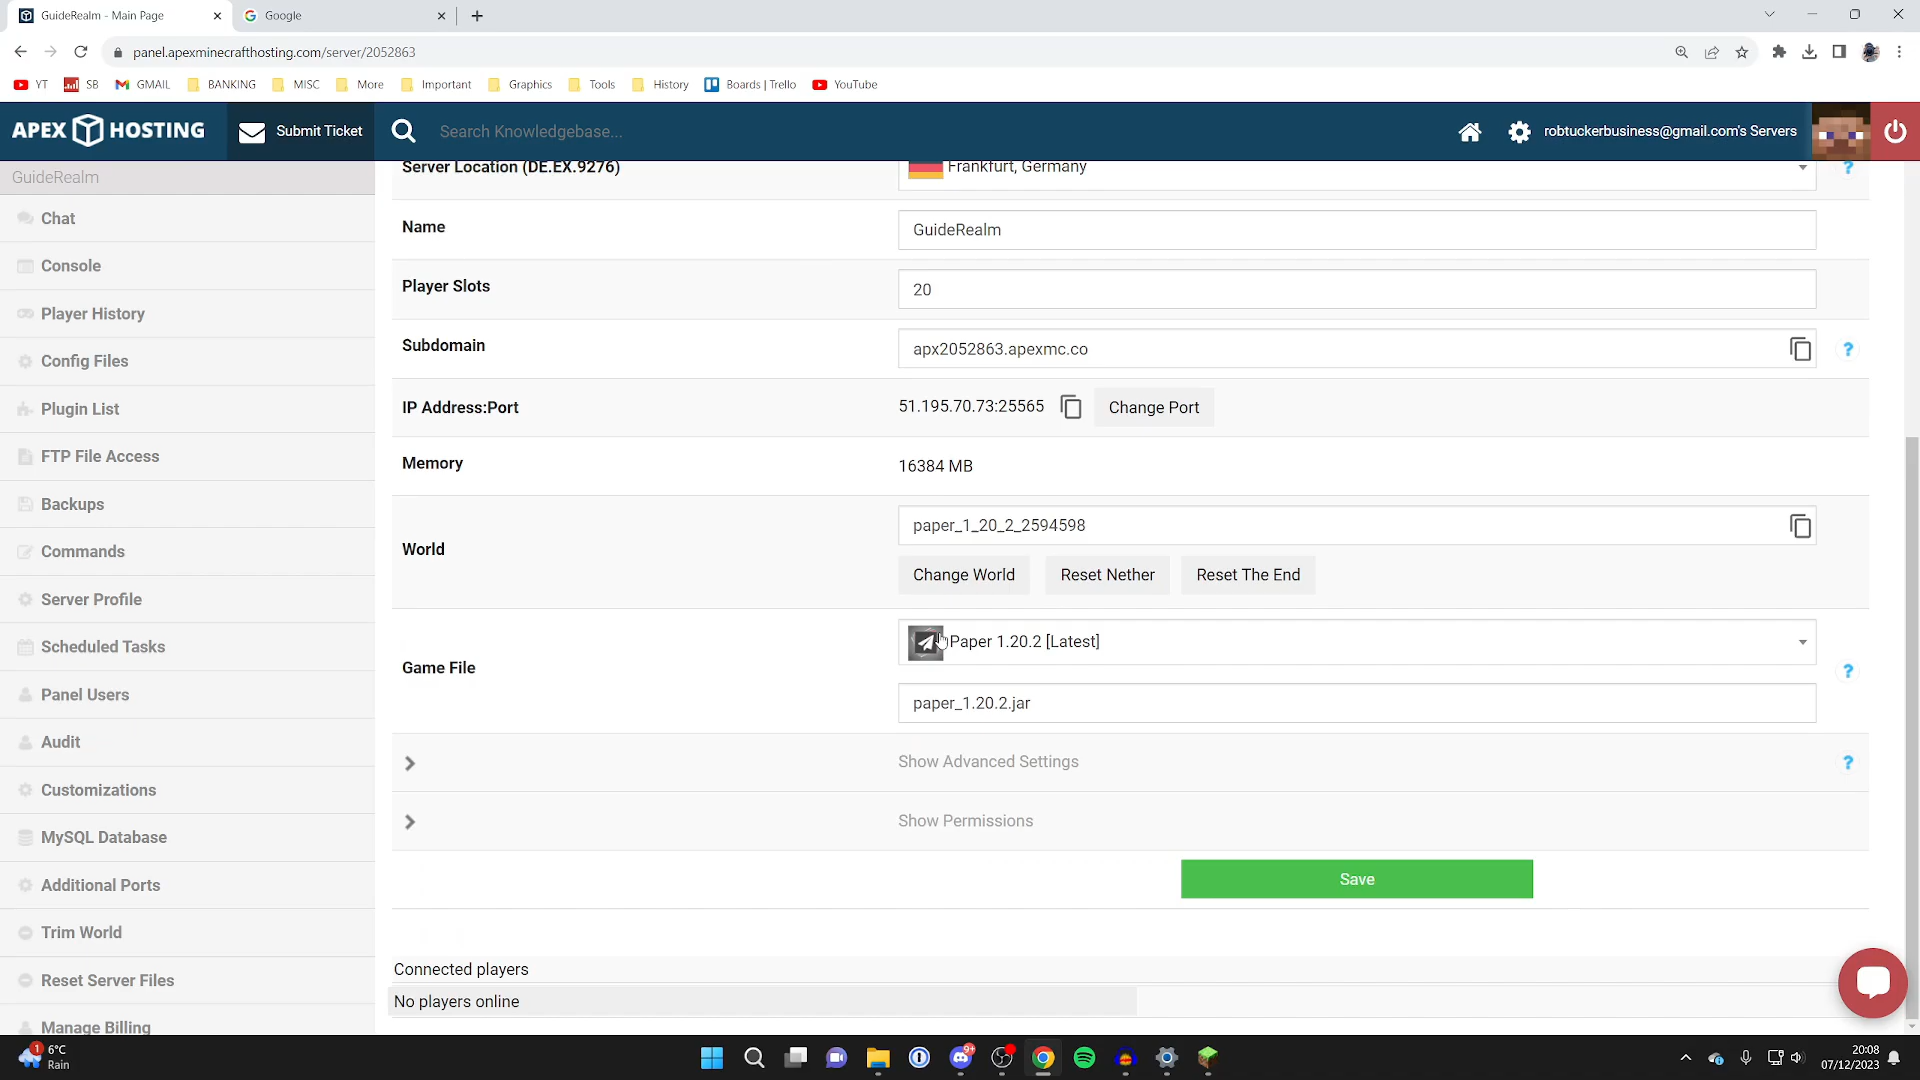 GuideRealm - Main Page
Google
panel.apexminecrafthosting.com/server/2052863
YT
SB
GMAIL
BANKING
MISC
More
Important
Graphics
Tools
History
Boards | Trello
YouTube
APEX HOSTING
Submit Ticket
Search Knowledgebase...
robtuckerbusiness@gmail.com's Servers
GuideRealm
Chat
Console
Player History
Config Files
Plugin List
FTP File Access
Backups
Commands
Server Profile
Scheduled Tasks
Panel Users
Audit
Customizations
MySQL Database
Additional Ports
Trim World
Reset Server Files
Manage Billing
Server Location (DE.EX.9276)
Frankfurt, Germany
?
Name
GuideRealm
Player Slots
20
Subdomain
apx2052863.apexmc.co
?
IP Address:Port
51.195.70.73:25565
Change Port
Memory
16384 MB
World
paper_1_20_2_2594598
Change World
Reset Nether
Reset The End
Game File
Paper 1.20.2 [Latest]
?
paper_1.20.2.jar
Show Advanced Settings
?
Show Permissions
Save
Connected players
No players online
1
6°C
Rain
9+
20:08
07/12/2023